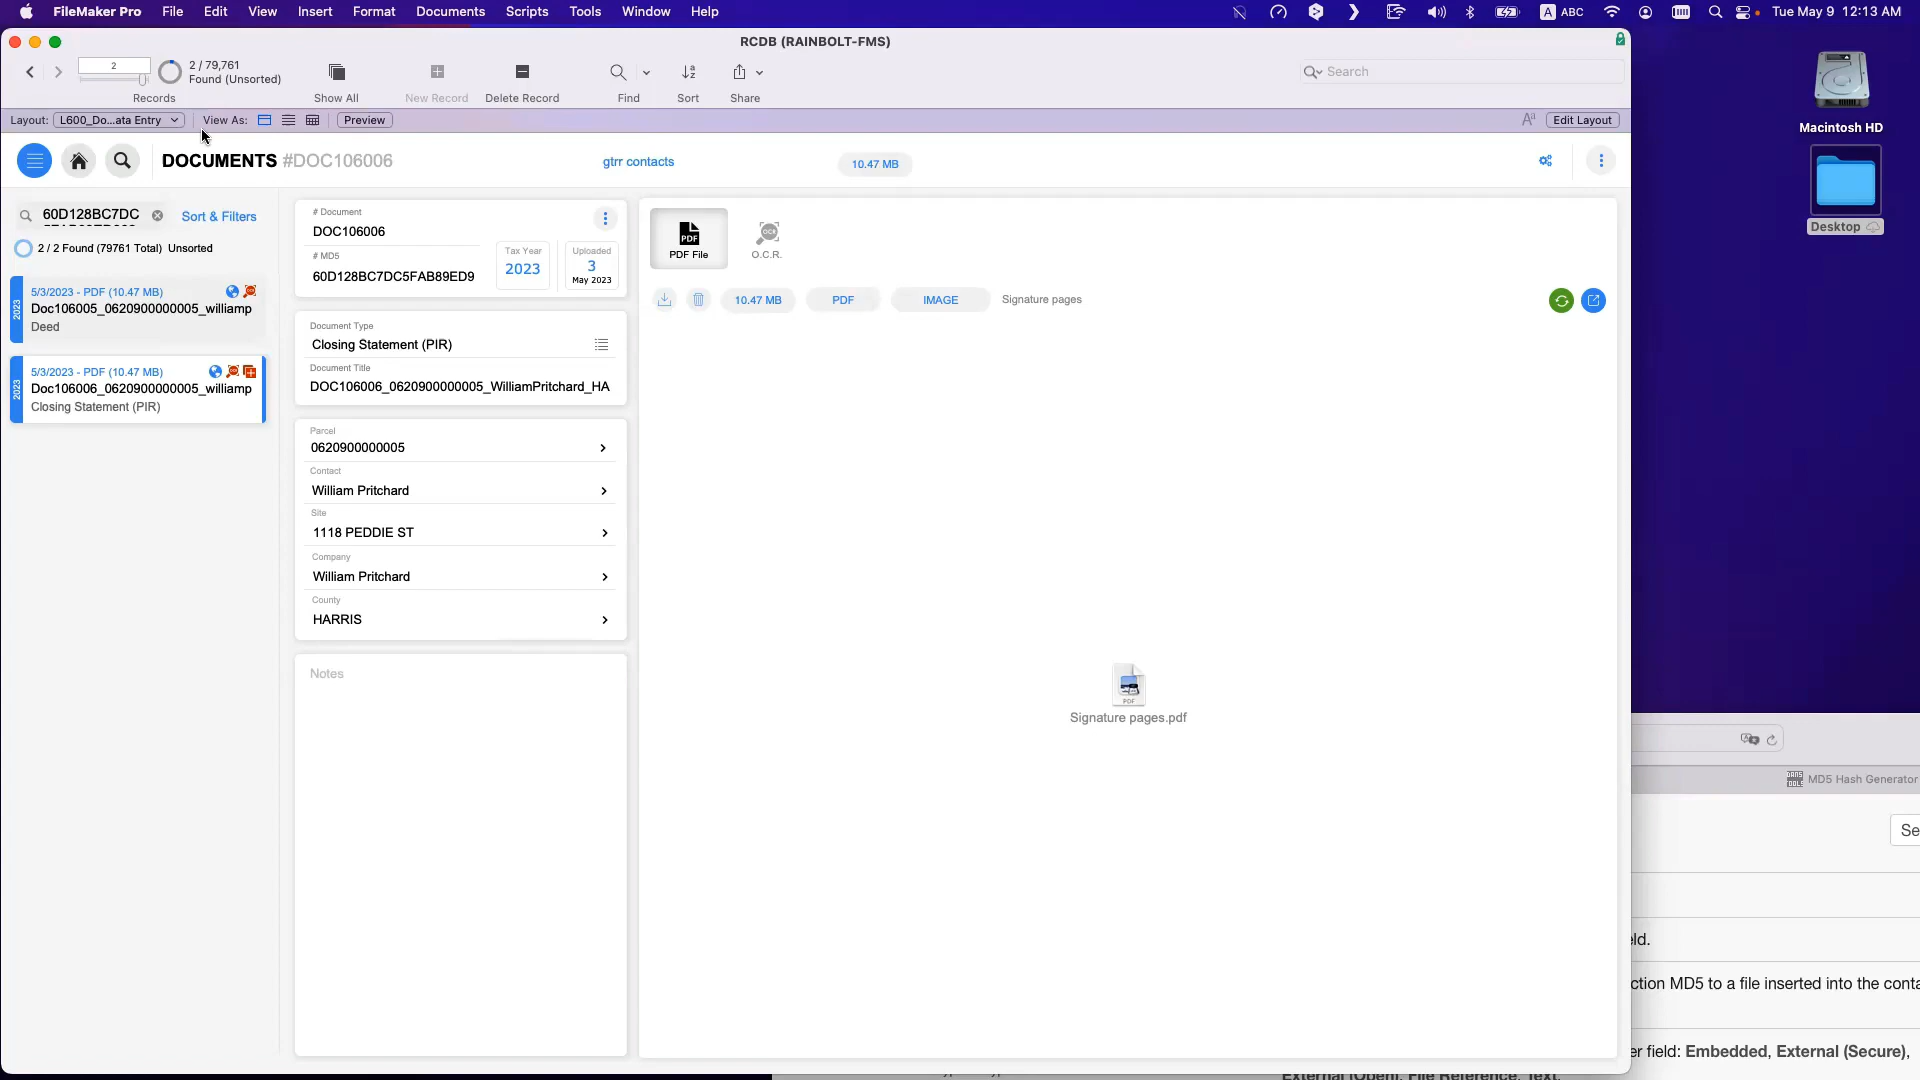 FileMaker Pro File Edit View Insert Format Documents Scripts Tools Window Help
A ABC Tue May 9 12:13 AM
RCDB (RAINBOLT-FMS)
2
2 / 79,761
Found (Unsorted)
Search
Records Show All New Record Delete Record Find Sort Share
Layout: L600_Do...ata Entry View As: Preview
Edit Layout
Macintosh HD
Desktop
DOCUMENTS #DOC106006
gtrr contacts
10.47 MB
60D128BC7DC
Sort & Filters
2 / 2 Found (79761 Total) Unsorted
2023
5/3/2023 - PDF (10.47 MB)
Doc106005_0620900000005_williamp
Deed
2023
5/3/2023 - PDF (10.47 MB)
Doc106006_0620900000005_williamp
Closing Statement (PIR)
# Document
DOC106006
# MD5
60D128BC7DC5FAB89ED9
Tax Year
2023
Uploaded
3
May 2023
Document Type
Closing Statement (PIR)
Document Title
DOC106006_0620900000005_WilliamPritchard_HA
Parcel
0620900000005
Contact
William Pritchard
Site
1118 PEDDIE ST
Company
William Pritchard
County
HARRIS
Notes
PDF
PDF File
OCR
O.C.R.
10.47 MB
PDF
IMAGE
Signature pages
PDF
Signature pages.pdf
MD5 Hash Generator
Se
eld.
ction MD5 to a file inserted into the conta
er field: Embedded, External (Secure),
External (Open), File Reference, Text,